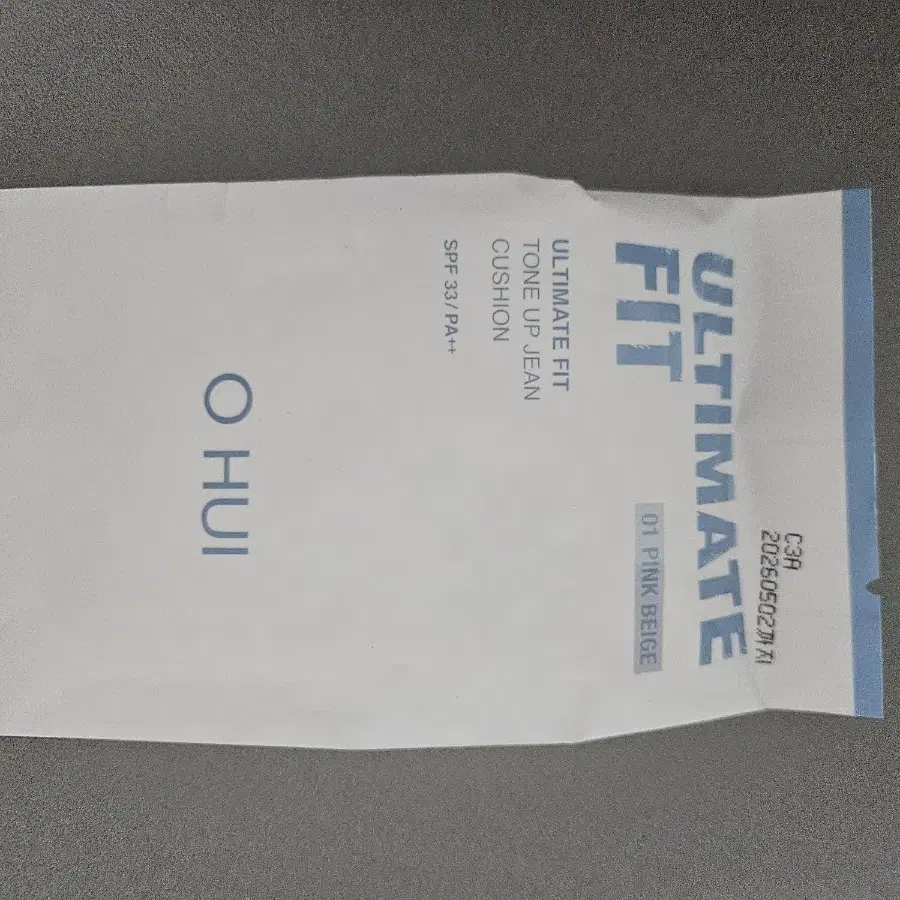 C3A
20260502까지
ULTIMATE
FIT
01 PINK BEIGE
ULTIMATE FIT
TONE UP JEAN
CUSHION
SPF 33/PA++
O HUI